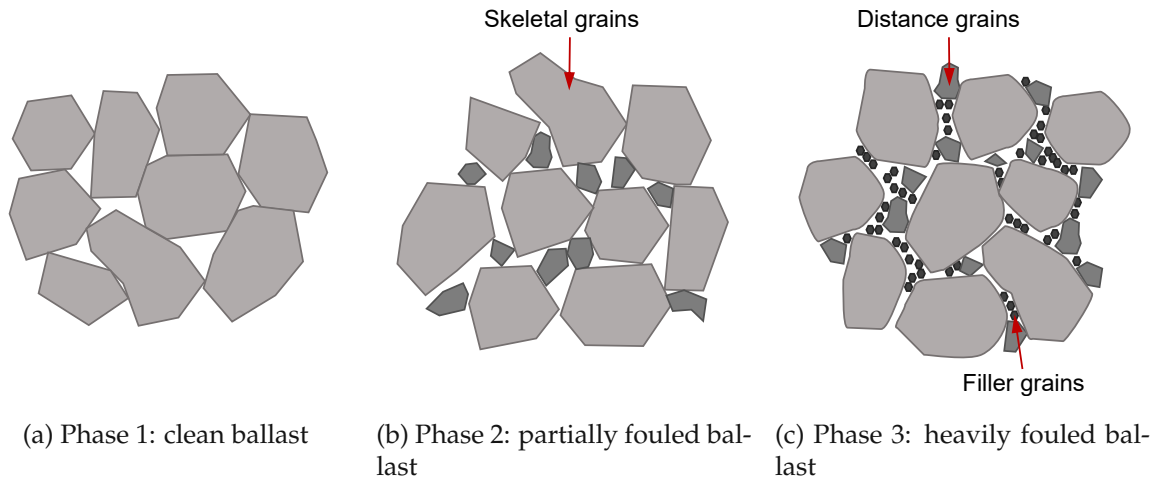 Skeletal grains
Distance grains
Filler grains
(a) Phase 1: clean ballast
(b) Phase 2: partially fouled bal-
last
(c) Phase 3: heavily fouled bal-
last